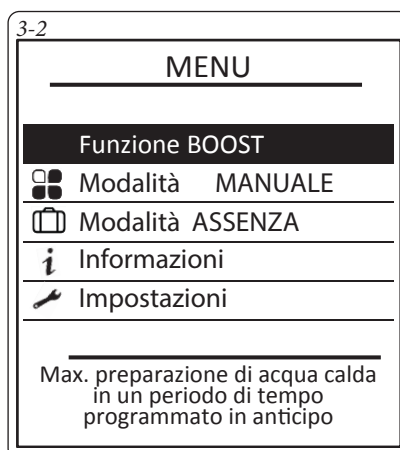 3-2
MENU
Funzione BOOST
Modalità MANUALE
Modalità ASSENZA
Informazioni
Impostazioni
Max. preparazione di acqua calda
in un periodo di tempo
programmato in anticipo